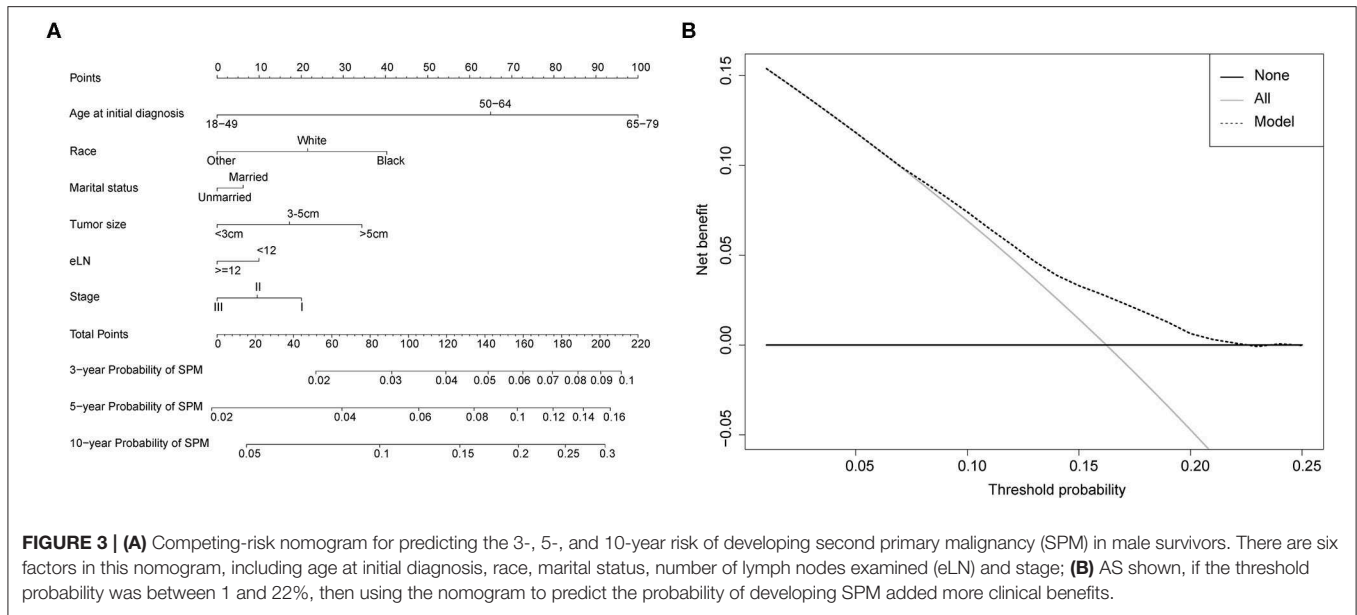 A
Points
0 10 20 30 40 50 60 70 80 90 100
Age at initial diagnosis
50−64
18−49 65−79
Race
White
Other Black
Marital status
Married
Unmarried
Tumor size
3-5cm
<3cm >5cm
eLN
<12
>=12
Stage
II
III I
Total Points
0 20 40 60 80 100 120 140 160 180 200 220
3−year Probability of SPM
0.02 0.03 0.04 0.05 0.06 0.07 0.08 0.09 0.1
5−year Probability of SPM
0.02 0.04 0.06 0.08 0.1 0.12 0.14 0.16
10−year Probability of SPM
0.05 0.1 0.15 0.2 0.25 0.3
B
None
All
Model
Net benefit
0.15
0.10
0.05
0.00
−0.05
0.05 0.10 0.15 0.20 0.25
Threshold probability
FIGURE 3 | (A) Competing-risk nomogram for predicting the 3-, 5-, and 10-year risk of developing second primary malignancy (SPM) in male survivors. There are six
factors in this nomogram, including age at initial diagnosis, race, marital status, number of lymph nodes examined (eLN) and stage; (B) AS shown, if the threshold
probability was between 1 and 22%, then using the nomogram to predict the probability of developing SPM added more clinical benefits.